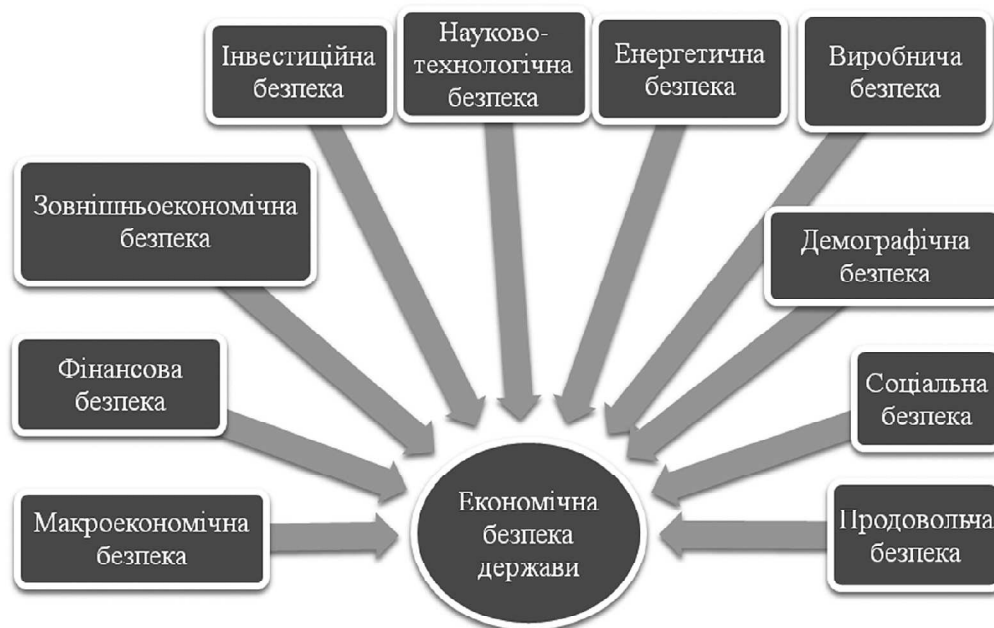 Інвестиційна
безпека
Науково-
технологічна
безпека
Енергетична
безпека
Виробнича
безпека
Зовнішньоекономічна
безпека
Демографічна
безпека
Фінансова
безпека
Соціальна
безпека
Макроекономічна
безпека
Економічна
безпека
держави
Продовольча
безпека